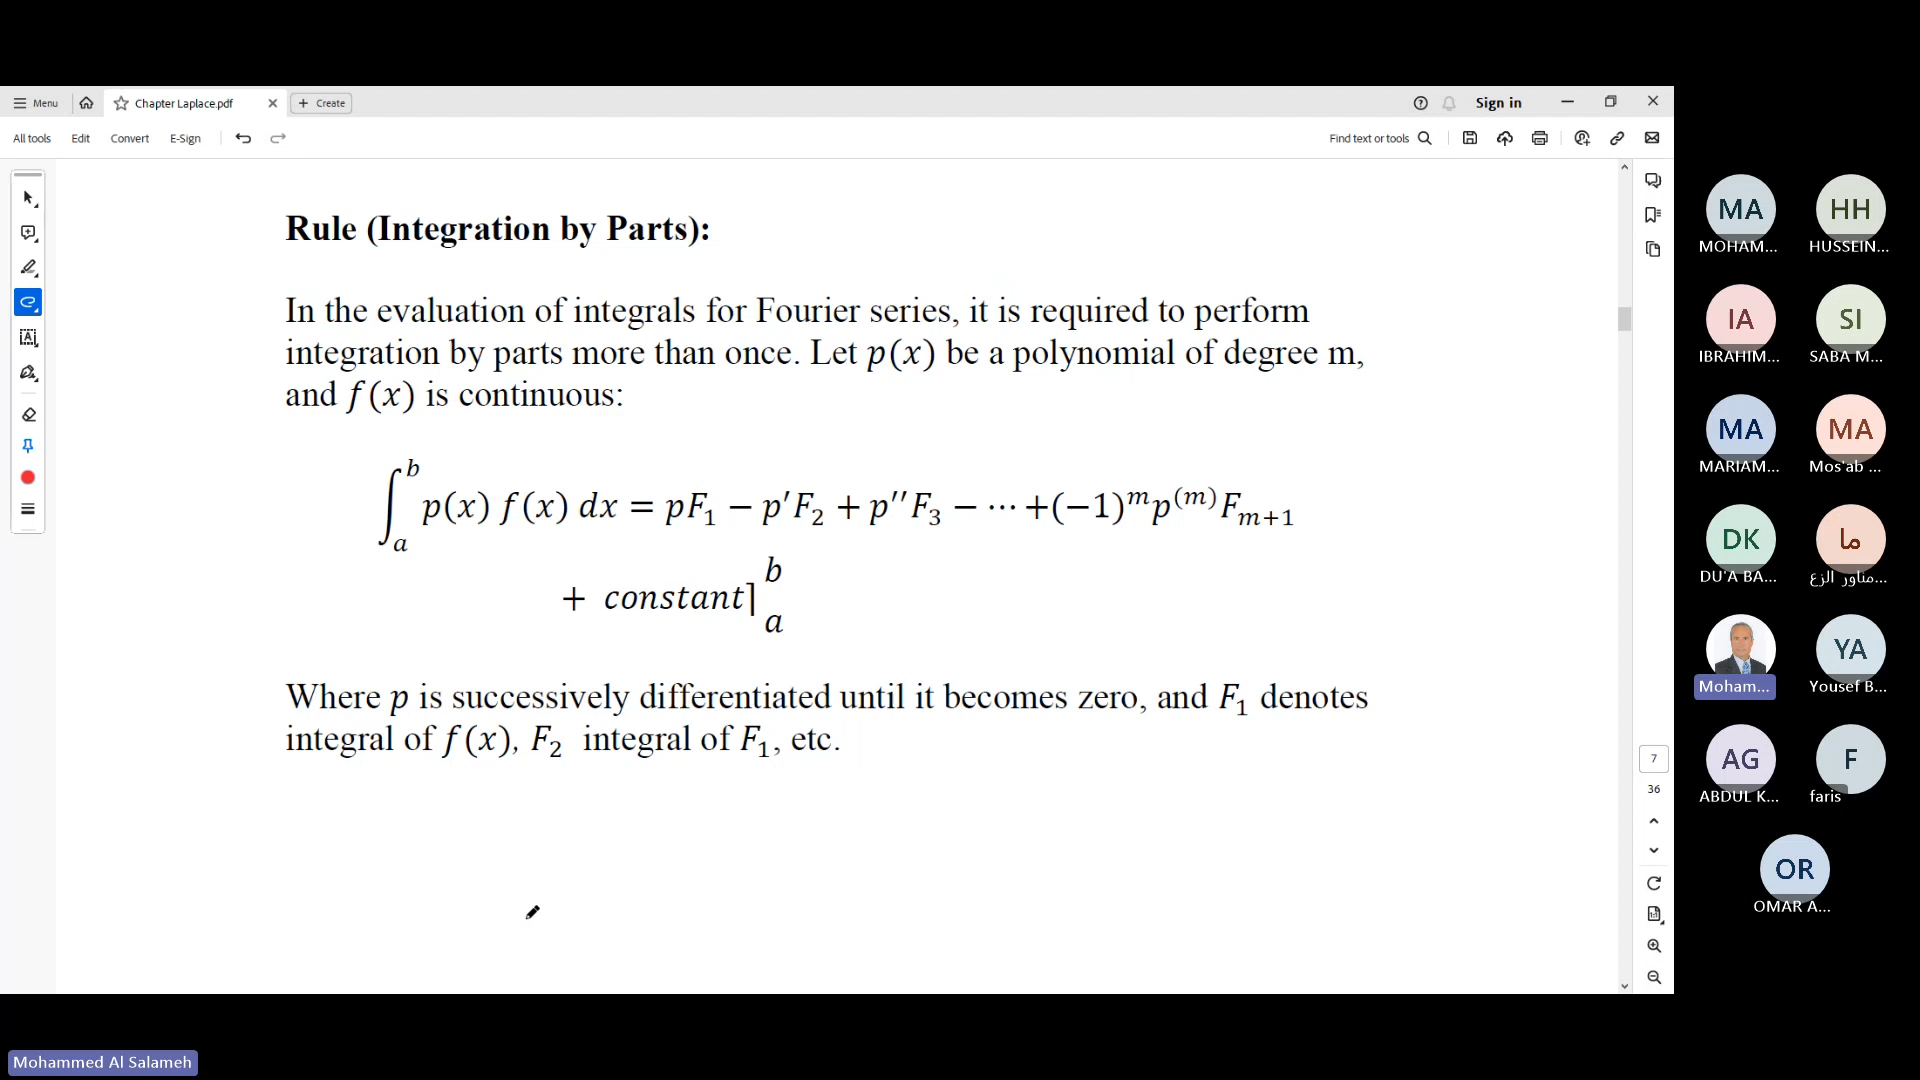 Menu
Chapter Laplace.pdf
+ Create
Sign in
All tools Edit Convert E-Sign
Find text or tools
Rule (Integration by Parts):
In the evaluation of integrals for Fourier series, it is required to perform
integration by parts more than once. Let p(x) be a polynomial of degree m,
and f(x) is continuous:
∫_a^b p(x) f(x) dx = pF₁ − p′F₂ + p′′F₃ − ⋯ +(−1)^m p^(m) F_{m+1}
+ constant]_a^b
Where p is successively differentiated until it becomes zero, and F₁ denotes
integral of f(x), F₂ integral of F₁, etc.
7
36
MA HH
MOHAM... HUSSEIN...
IA SI
IBRAHIM... SABA M...
MA MA
MARIAM... Mos'ab ...
DK ما
DU'A BA... مناور الزع...
YA
Moham... Yousef B...
AG F
ABDUL K... faris
OR
OMAR A...
Mohammed Al Salameh